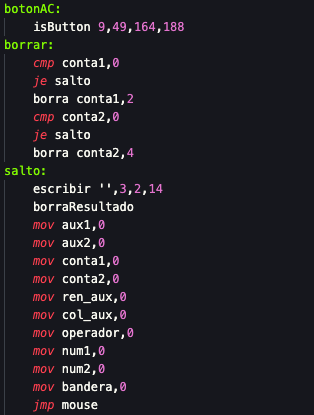 botonAC:
isButton 9,49,164,188
borrar:
cmp conta1,0
je salto
borra conta1,2
cmp conta2,0
je salto
borra conta2,4
salto:
escribir '',3,2,14
borraResultado
mov aux1,0
mov aux2,0
mov conta1,0
mov conta2,0
mov ren_aux,0
mov col_aux,0
mov operador,0
mov num1,0
mov num2,0
mov bandera,0
jmp mouse